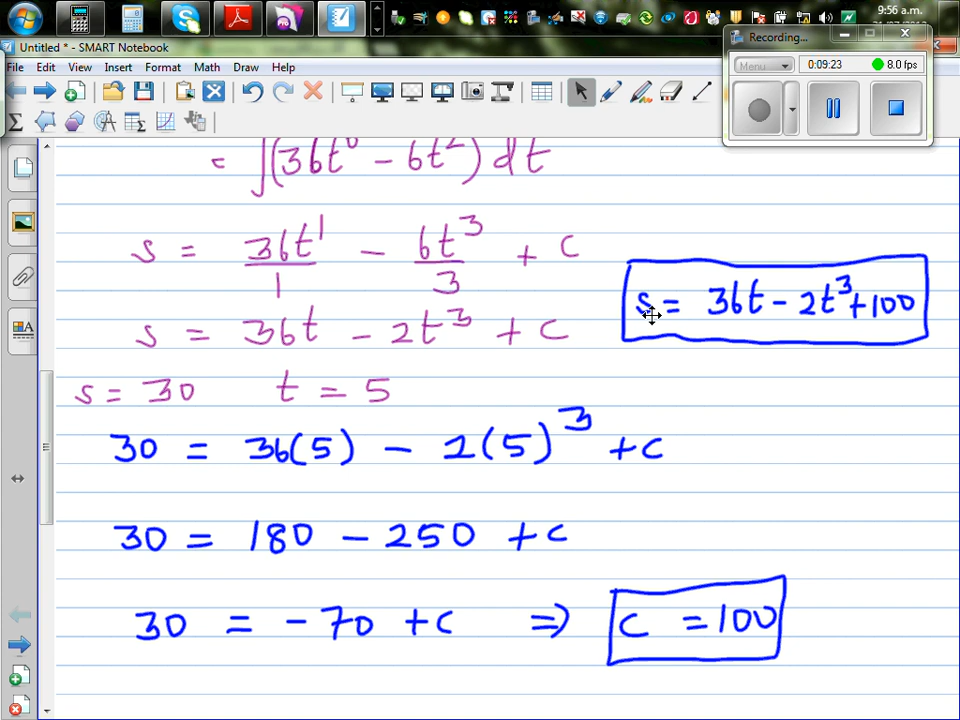 9:56 a.m.
Untitled * - SMART Notebook
Recording...
File Edit View Insert Format Math Draw Help
Menu 0:09:23 8.0 fps
= ∫(36t⁰ - 6t²) dt
s = 36t¹/1 - 6t³/3 + c
s = 36t - 2t³ + 100
s = 36t - 2t³ + c
s = 30 t = 5
30 = 36(5) - 2(5)³ + c
30 = 180 - 250 + c
30 = -70 + c ⇒ c = 100